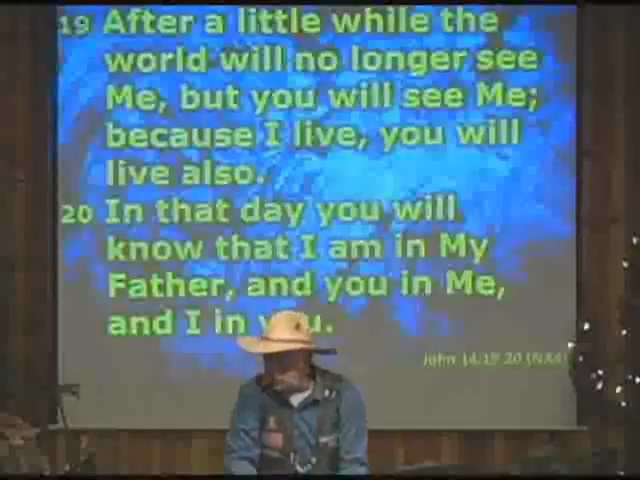 19 After a little while the
world will no longer see
Me, but you will see Me;
because I live, you will
live also.
20 In that day you will
know that I am in My
Father, and you in Me,
and I in you.
John 14:19-20 (NAS)